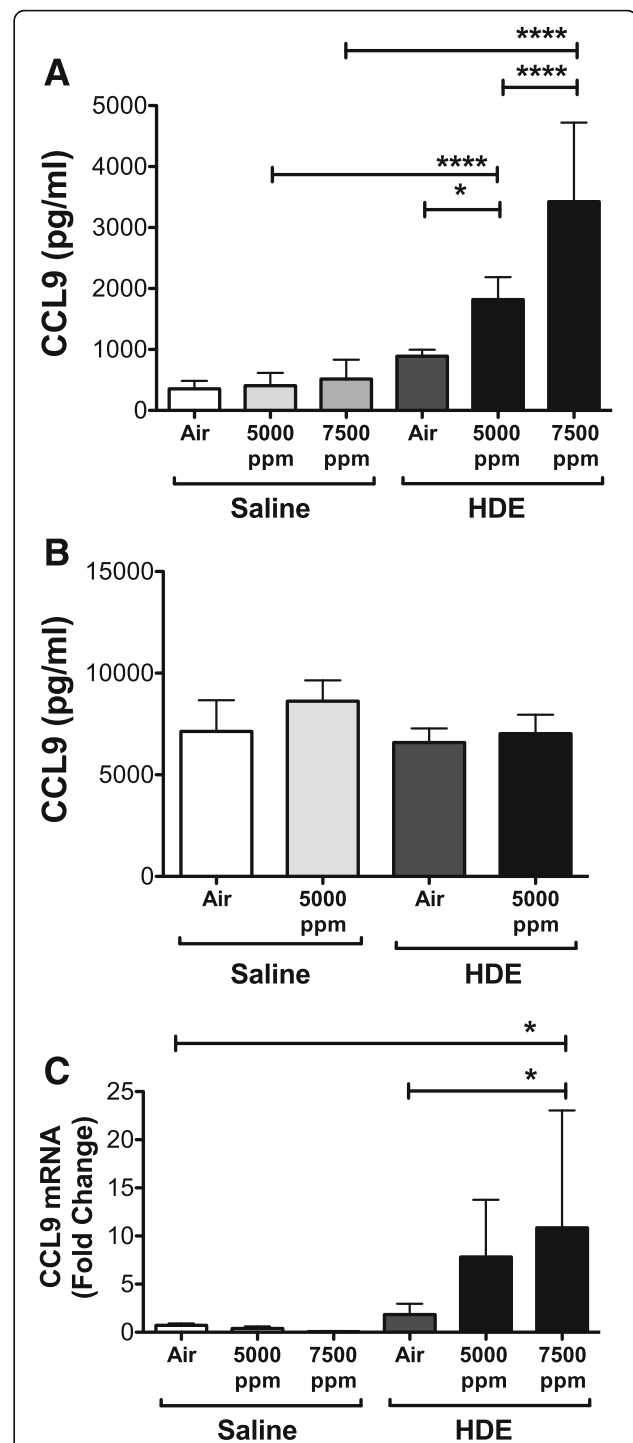 A
****
****
****
*
CCL9 (pg/ml)
5000
4000
3000
2000
1000
0
Air 5000 ppm 7500 ppm Air 5000 ppm 7500 ppm
Saline HDE
B
CCL9 (pg/ml)
15000
10000
5000
0
Air 5000 ppm Air 5000 ppm
Saline HDE
C
*
*
CCL9 mRNA
(Fold Change)
25
20
15
10
5
0
Air 5000 ppm 7500 ppm Air 5000 ppm 7500 ppm
Saline HDE